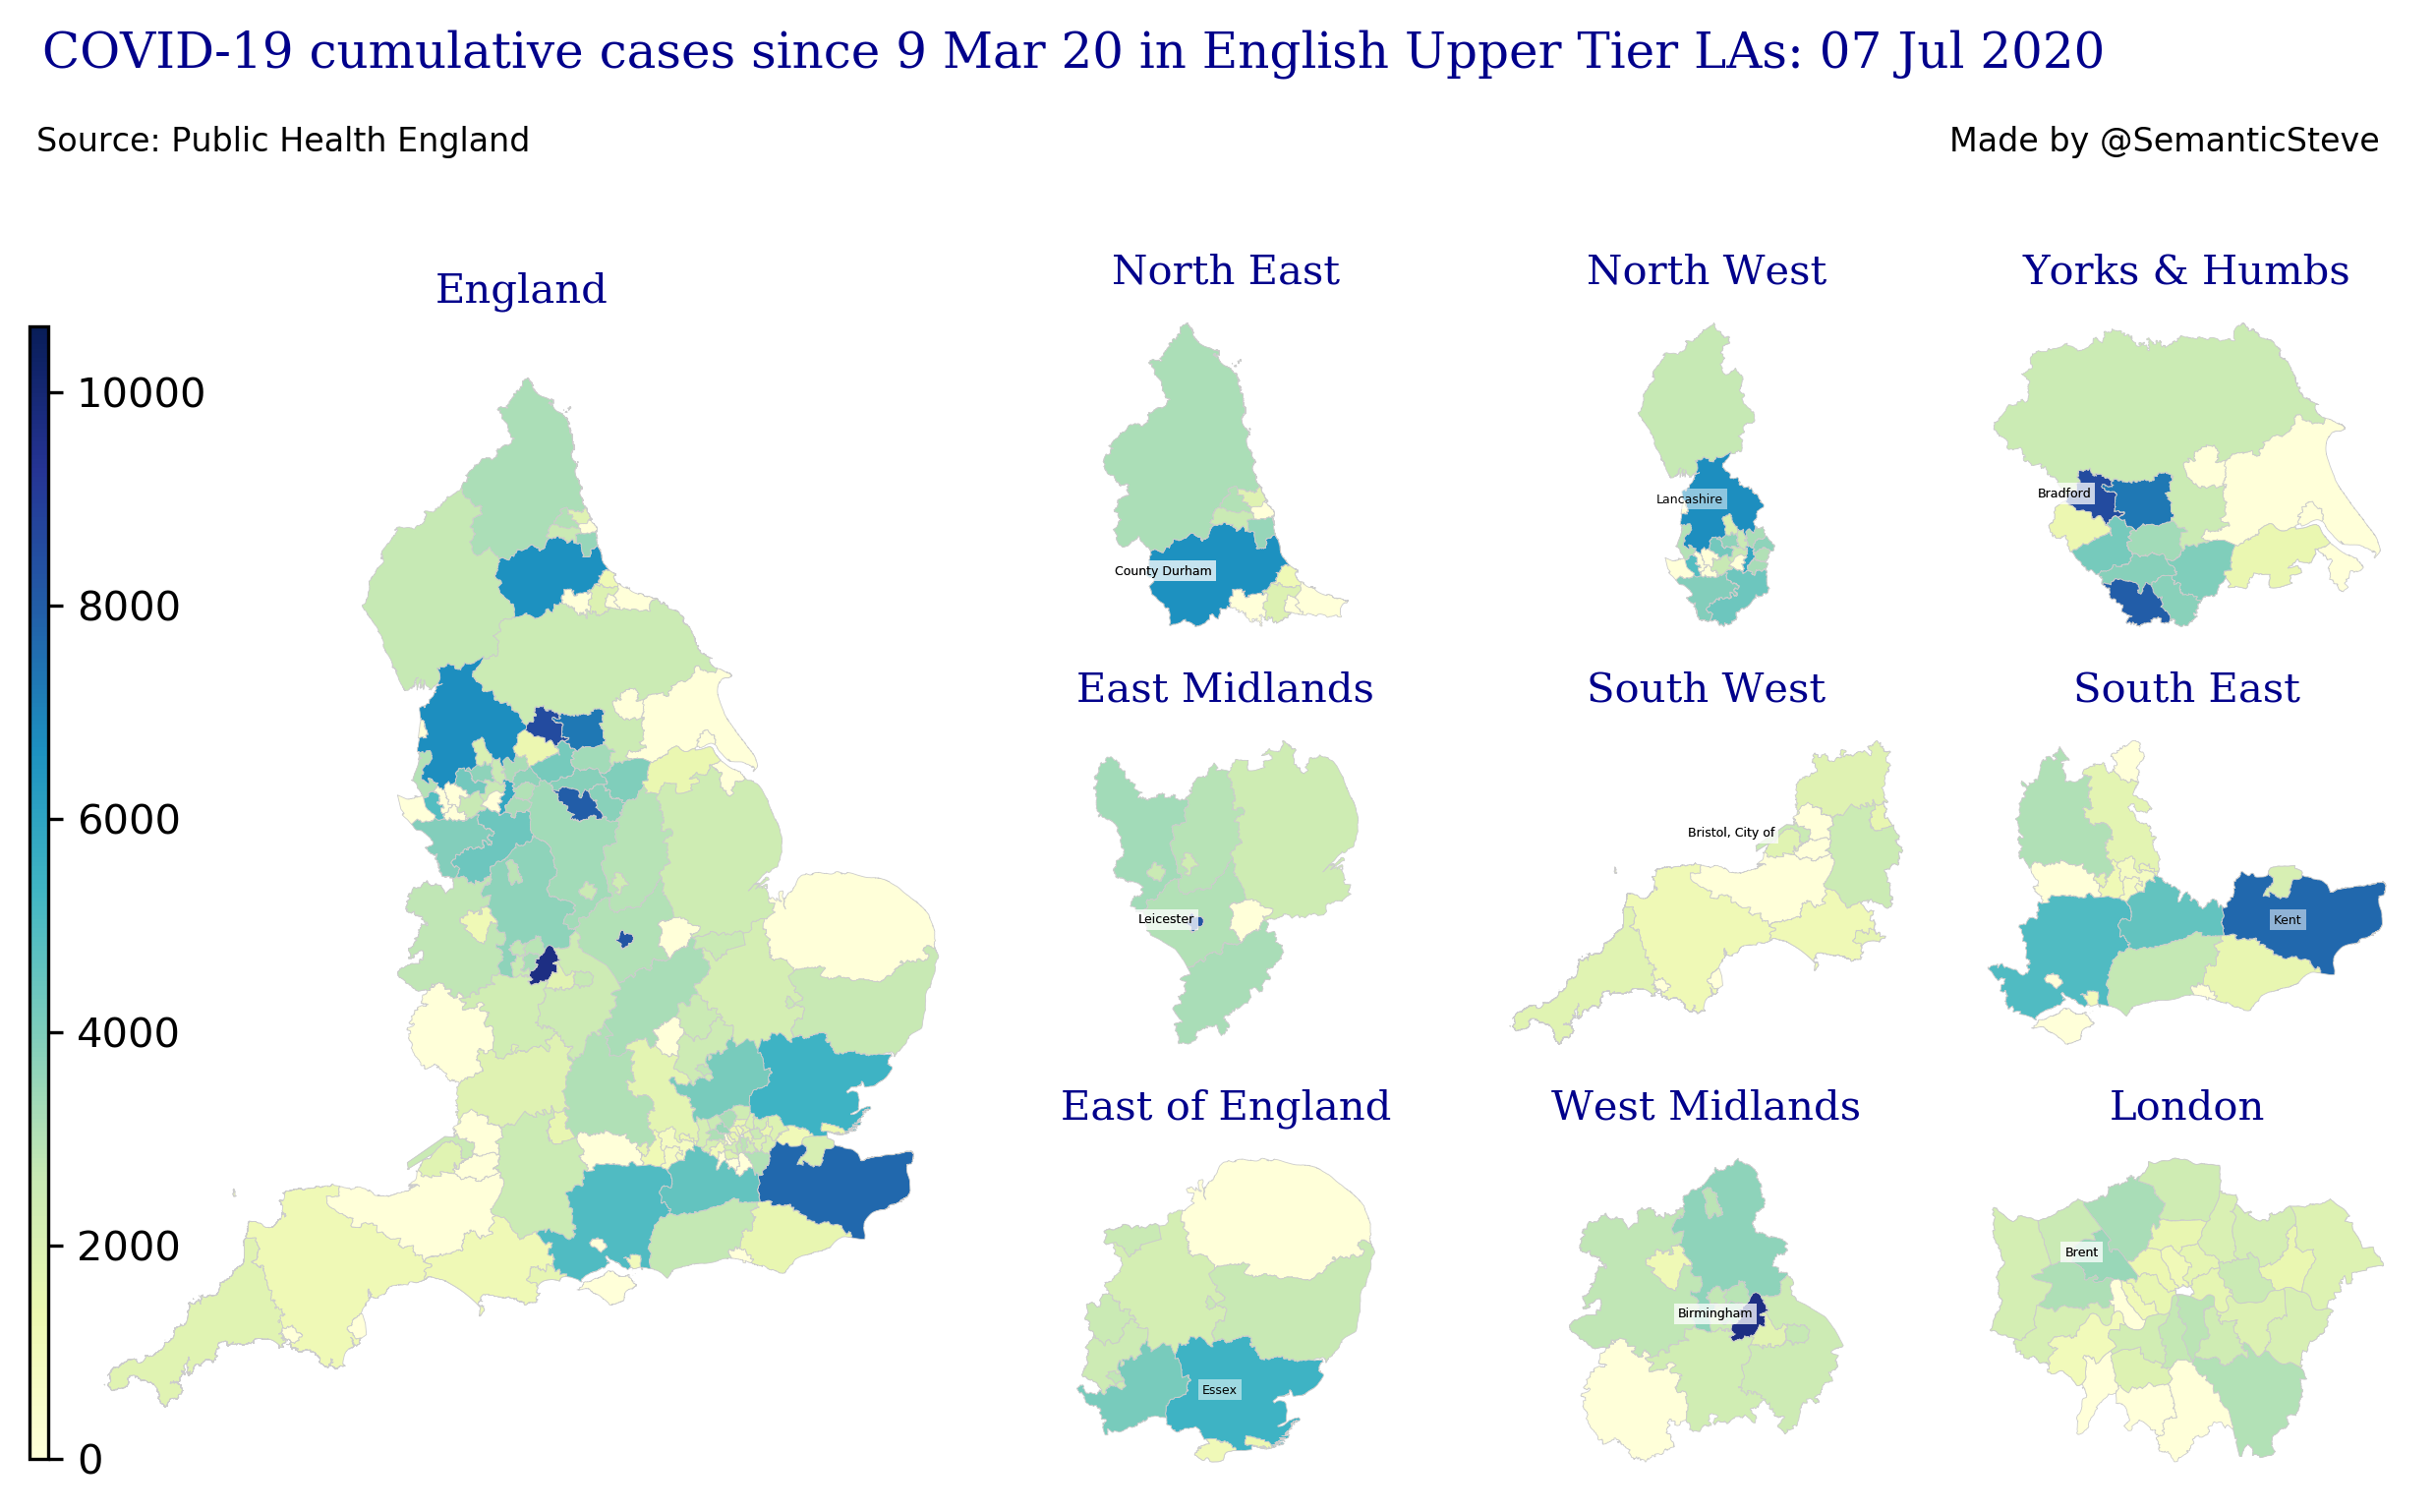 COVID-19 cumulative cases since 9 Mar 20 in English Upper Tier LAs: 07 Jul 2020
Source: Public Health England
Made by @SemanticSteve
England
10000
8000
6000
4000
2000
0
North East
County Durham
North West
Lancashire
Yorks & Humbs
Bradford
East Midlands
Leicester
South West
Bristol, City of
South East
Kent
East of England
Essex
West Midlands
Birmingham
London
Brent